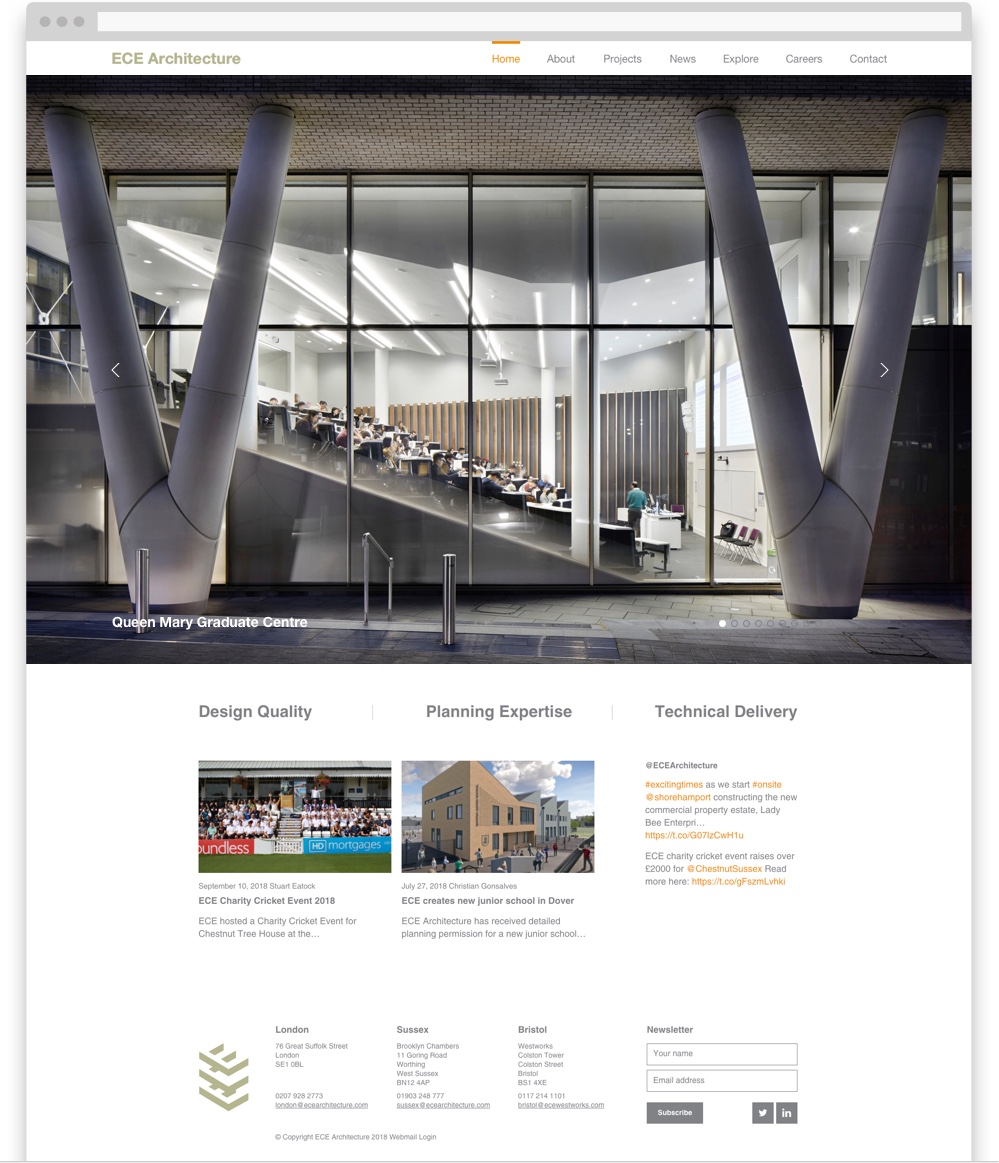 ECE Architecture
Home About Projects News Explore Careers Contact
Queen Mary Graduate Centre
Design Quality
Planning Expertise
Technical Delivery
oundless
HD mortgages
September 10, 2018 Stuart Eatock
ECE Charity Cricket Event 2018
ECE hosted a Charity Cricket Event for
Chestnut Tree House at the…
July 27, 2018 Christian Gonsalves
ECE creates new junior school in Dover
ECE Architecture has received detailed
planning permission for a new junior school…
@ECEArchitecture
#excitingtimes as we start #onsite
@shorehamport constructing the new
commercial property estate, Lady
Bee Enterpri…
https://t.co/G07lzCwH1u
ECE charity cricket event raises over
£2000 for @ChestnutSussex Read
more here: https://t.co/gFszmLvhki
London
76 Great Suffolk Street
London
SE1 0BL
0207 928 2773
london@ecearchitecture.com
Sussex
Brooklyn Chambers
11 Goring Road
Worthing
West Sussex
BN12 4AP
01903 248 777
sussex@ecearchitecture.com
Bristol
Westworks
Colston Tower
Colston Street
Bristol
BS1 4XE
0117 214 1101
bristol@ecewestworks.com
Newsletter
Your name
Email address
Subscribe
in
© Copyright ECE Architecture 2018 Webmail Login